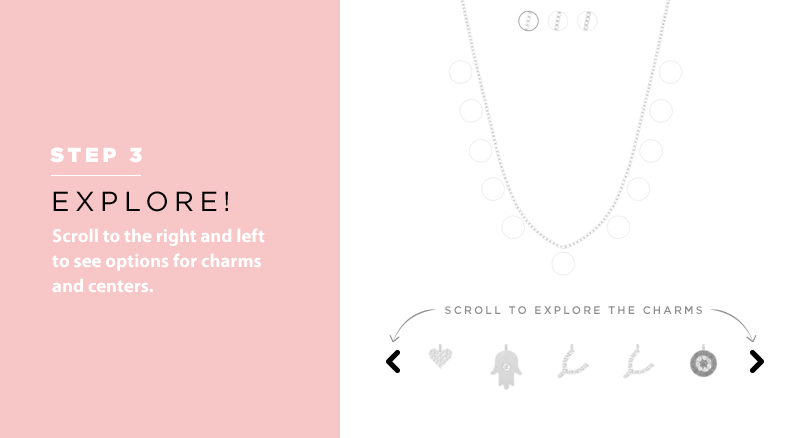 STEP 3
EXPLORE!
Scroll to the right and left
to see options for charms
and centers.
SCROLL TO EXPLORE THE CHARMS